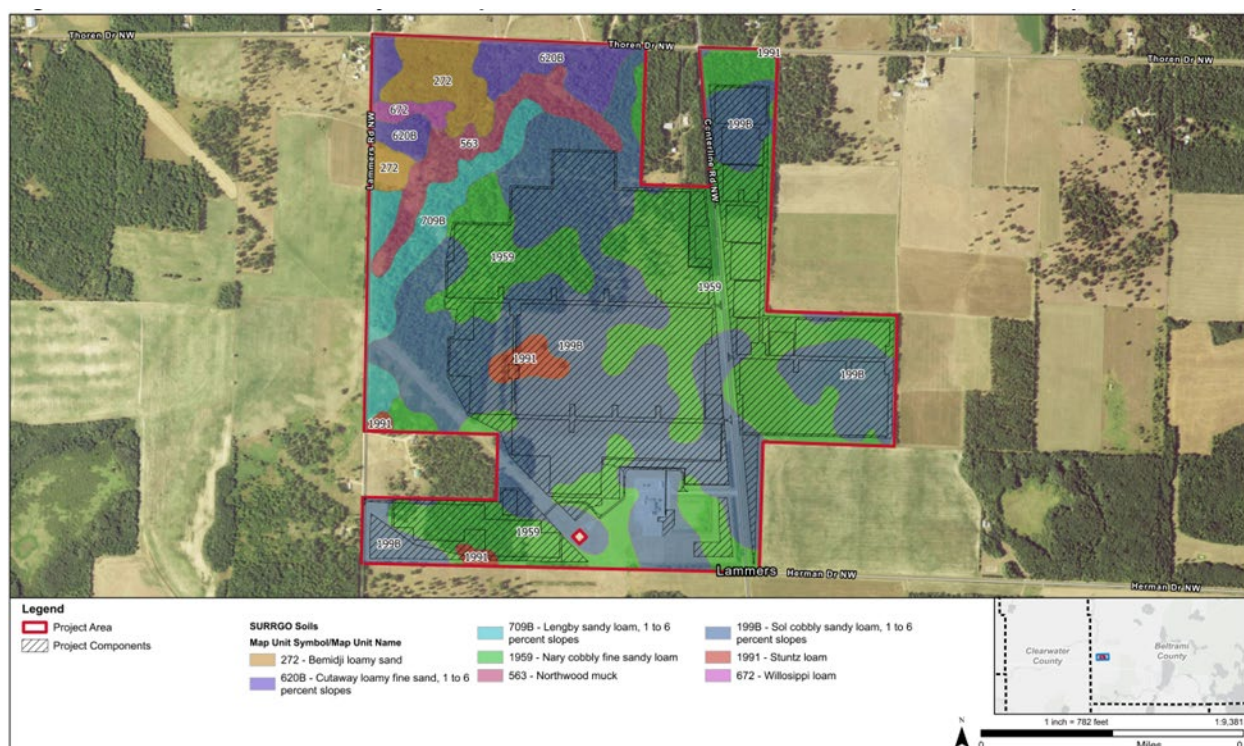 Thoren Dr NW
Thoren Dr NW
1991
Thoren Dr NW
620B
272
672
199B
Lammers Rd NW
620B
563
Centerline Rd NW
272
709B
1959
1959
1991
199B
199B
1991
1959
199B
1991
Lammers
Herman Dr NW
Herman Dr NW
Legend
Project Area
Project Components
SURRGO Soils
Map Unit Symbol/Map Unit Name
272 - Bemidji loamy sand
620B - Cutaway loamy fine sand, 1 to 6
percent slopes
709B - Lengby sandy loam, 1 to 6
percent slopes
1959 - Nary cobbly fine sandy loam
563 - Northwood muck
199B - Sol cobbly sandy loam, 1 to 6
percent slopes
1991 - Stuntz loam
672 - Willosippi loam
Clearwater
County
Beltrami
County
N
1 inch = 782 feet
1:9,381
0
Miles